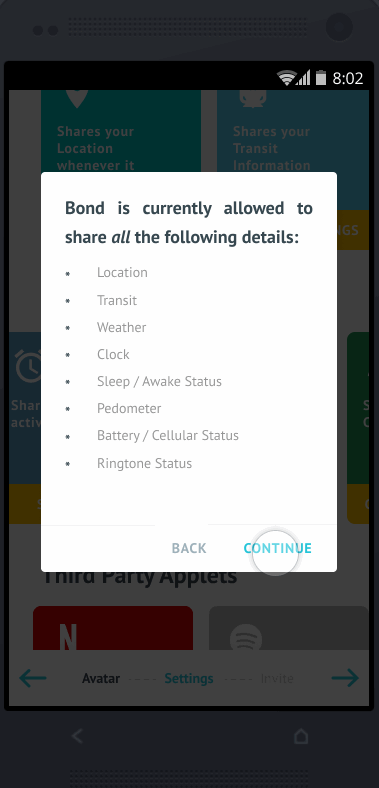 8:02
Shares your
Location
whenever it
Shares your
Transit
Information
Bond is currently allowed to
share all the following details:
Location
Transit
Weather
Clock
Sleep / Awake Status
Pedometer
Battery / Cellular Status
Ringtone Status
BACK
CONTINUE
Third Party Applets
N
Avatar
Settings
Invite